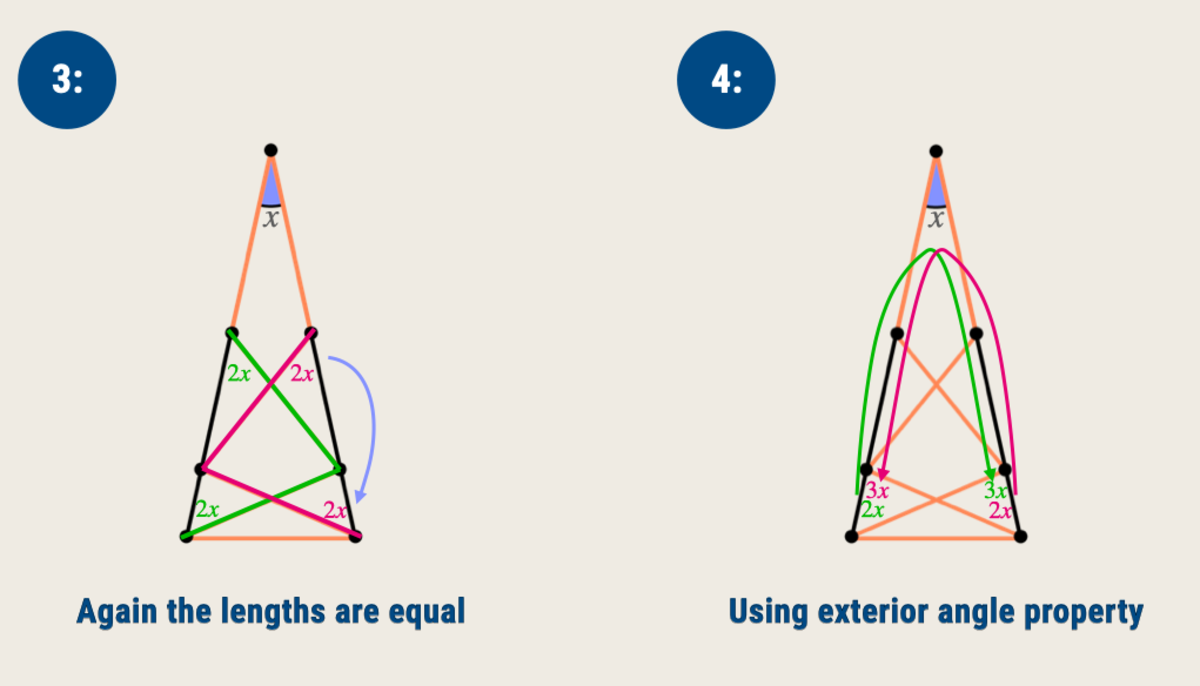 3:
x
2x 2x
2x 2x
Again the lengths are equal
4:
x
3x 3x
2x 2x
Using exterior angle property